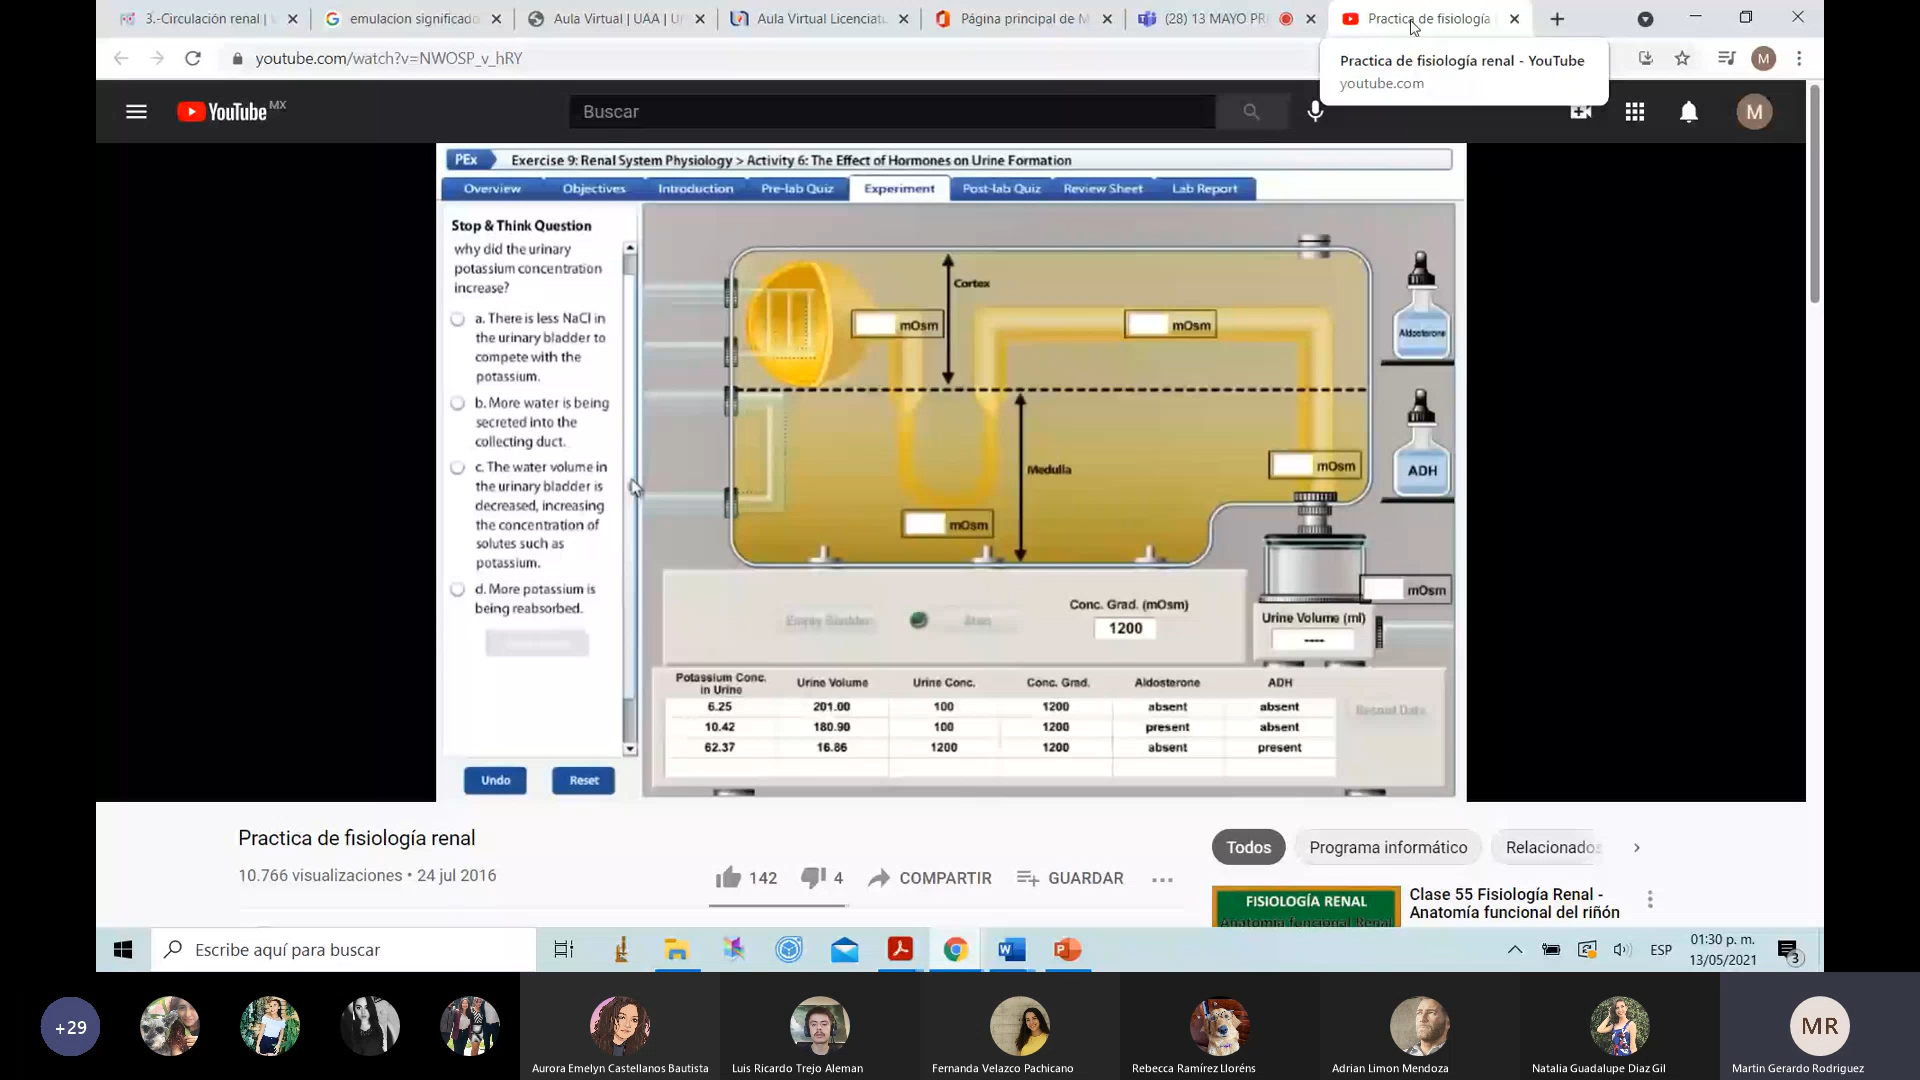 3.-Circulación renal |
emulacion significado
Aula Virtual | UAA | U
Aula Virtual Licenciat
Página principal de M
(28) 13 MAYO PR
Practica de fisiología
youtube.com/watch?v=NWOSP_v_hRY
Practica de fisiología renal - YouTube
youtube.com
M
YouTube MX
Buscar
M
PEx Exercise 9: Renal System Physiology > Activity 6: The Effect of Hormones on Urine Formation
Overview Objectives Introduction Pre-lab Quiz Experiment Post-lab Quiz Review Sheet Lab Report
Stop & Think Question
why did the urinary
potassium concentration
increase?
a. There is less NaCl in
the urinary bladder to
compete with the
potassium.
b. More water is being
secreted into the
collecting duct.
c. The water volume in
the urinary bladder is
decreased, increasing
the concentration of
solutes such as
potassium.
d. More potassium is
being reabsorbed.
Undo Reset
Cortex
mOsm
mOsm
Aldosterone
Medulla
mOsm
ADH
mOsm
mOsm
Empty Bladder
Start
Conc. Grad. (mOsm)
1200
Urine Volume (ml)
----
Potassium Conc. in Urine Urine Volume Urine Conc. Conc. Grad. Aldosterone ADH
6.25 201.00 100 1200 absent absent
10.42 180.90 100 1200 present absent
62.37 16.86 1200 1200 absent present
Record Data
Practica de fisiología renal
10.766 visualizaciones • 24 jul 2016
142 4 COMPARTIR GUARDAR ...
Todos Programa informático Relacionados
FISIOLOGÍA RENAL
Anatomía funcional Renal
Clase 55 Fisiología Renal -
Anatomía funcional del riñón
Escribe aquí para buscar
ESP
01:30 p. m.
13/05/2021
3
+29
MR
Aurora Emelyn Castellanos Bautista
Luis Ricardo Trejo Aleman
Fernanda Velazco Pachicano
Rebecca Ramírez Lloréns
Adrian Limon Mendoza
Natalia Guadalupe Diaz Gil
Martin Gerardo Rodriguez